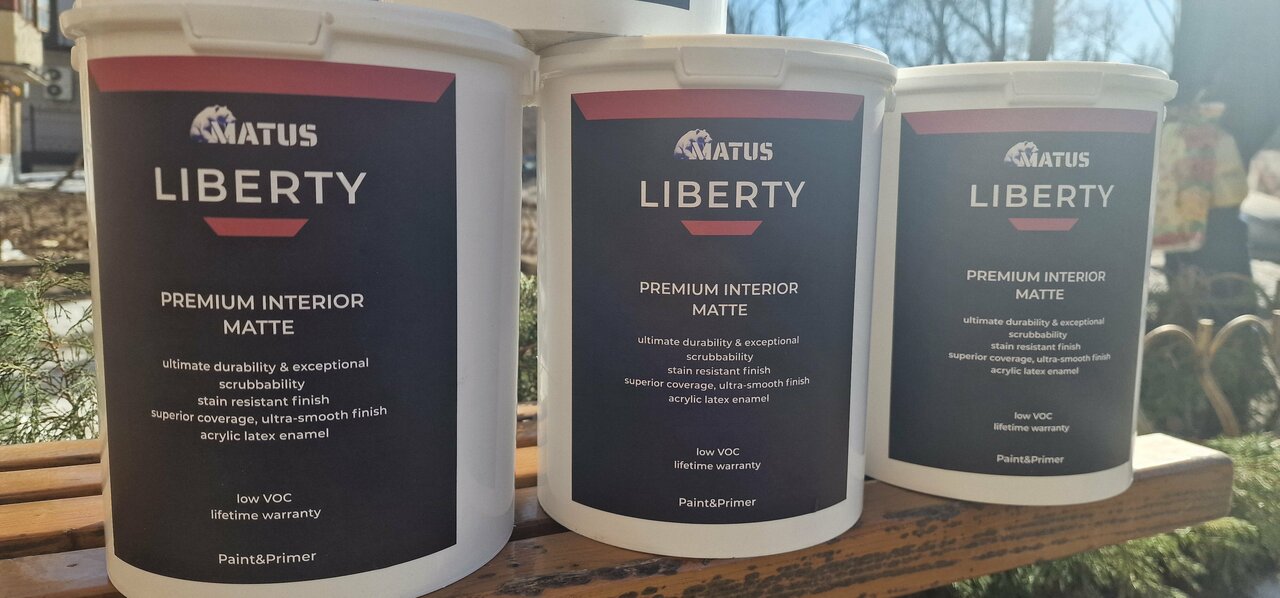 MATUS
LIBERTY
PREMIUM INTERIOR
MATTE
ultimate durability & exceptional
scrubbability
stain resistant finish
superior coverage, ultra-smooth finish
acrylic latex enamel
low VOC
lifetime warranty
Paint&Primer
MATUS
LIBERTY
PREMIUM INTERIOR
MATTE
ultimate durability & exceptional
scrubbability
stain resistant finish
superior coverage, ultra-smooth finish
acrylic latex enamel
low VOC
lifetime warranty
Paint&Primer
MATUS
LIBERTY
PREMIUM INTERIOR
MATTE
ultimate durability & exceptional
scrubbability
stain resistant finish
superior coverage, ultra-smooth finish
acrylic latex enamel
low VOC
lifetime warranty
Paint&Primer